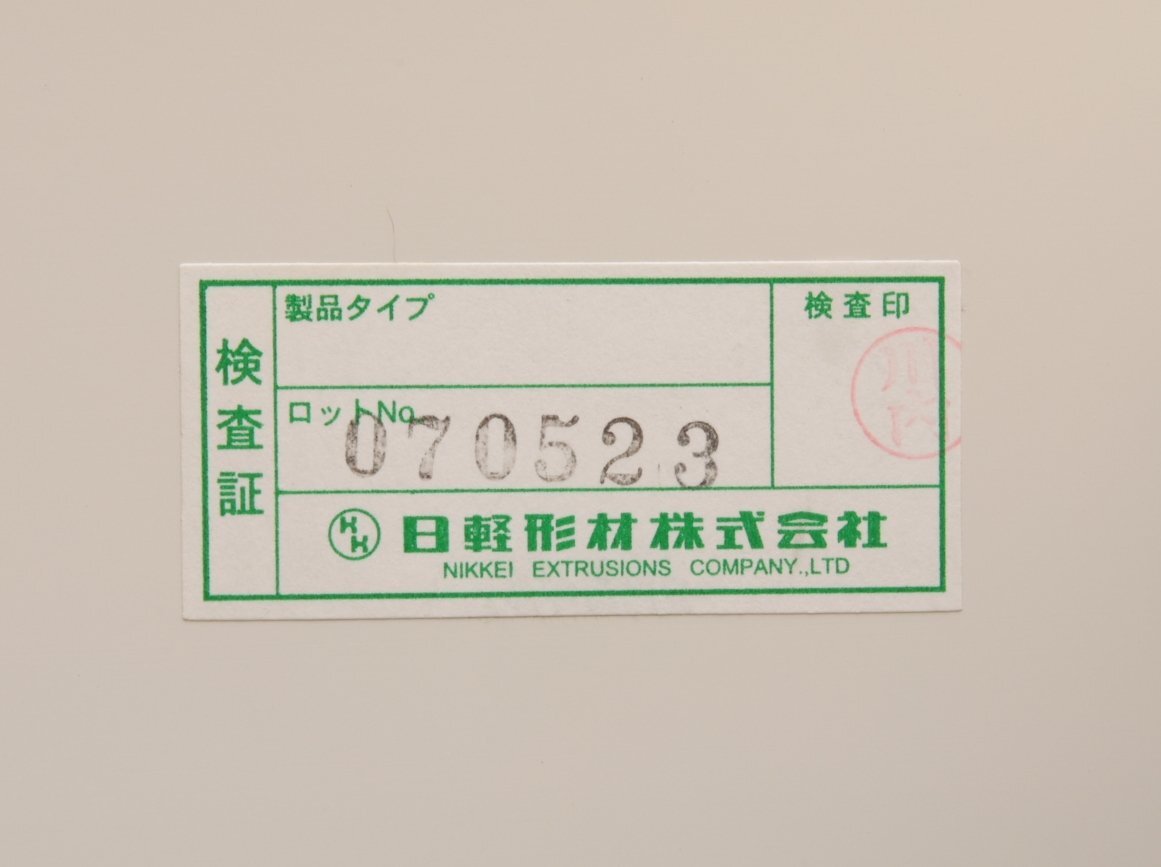 検査証
製品タイプ
検査印
ロットNo.
070523
KK
日軽形材株式会社
NIKKEI EXTRUSIONS COMPANY.,LTD